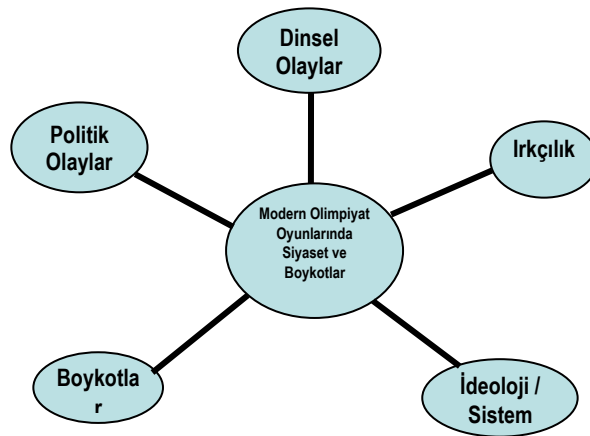 Dinsel
Olaylar
Politik
Olaylar
Irkçılık
Modern Olimpiyat
Oyunlarında
Siyaset ve
Boykotlar
Boykotla
r
İdeoloji /
Sistem